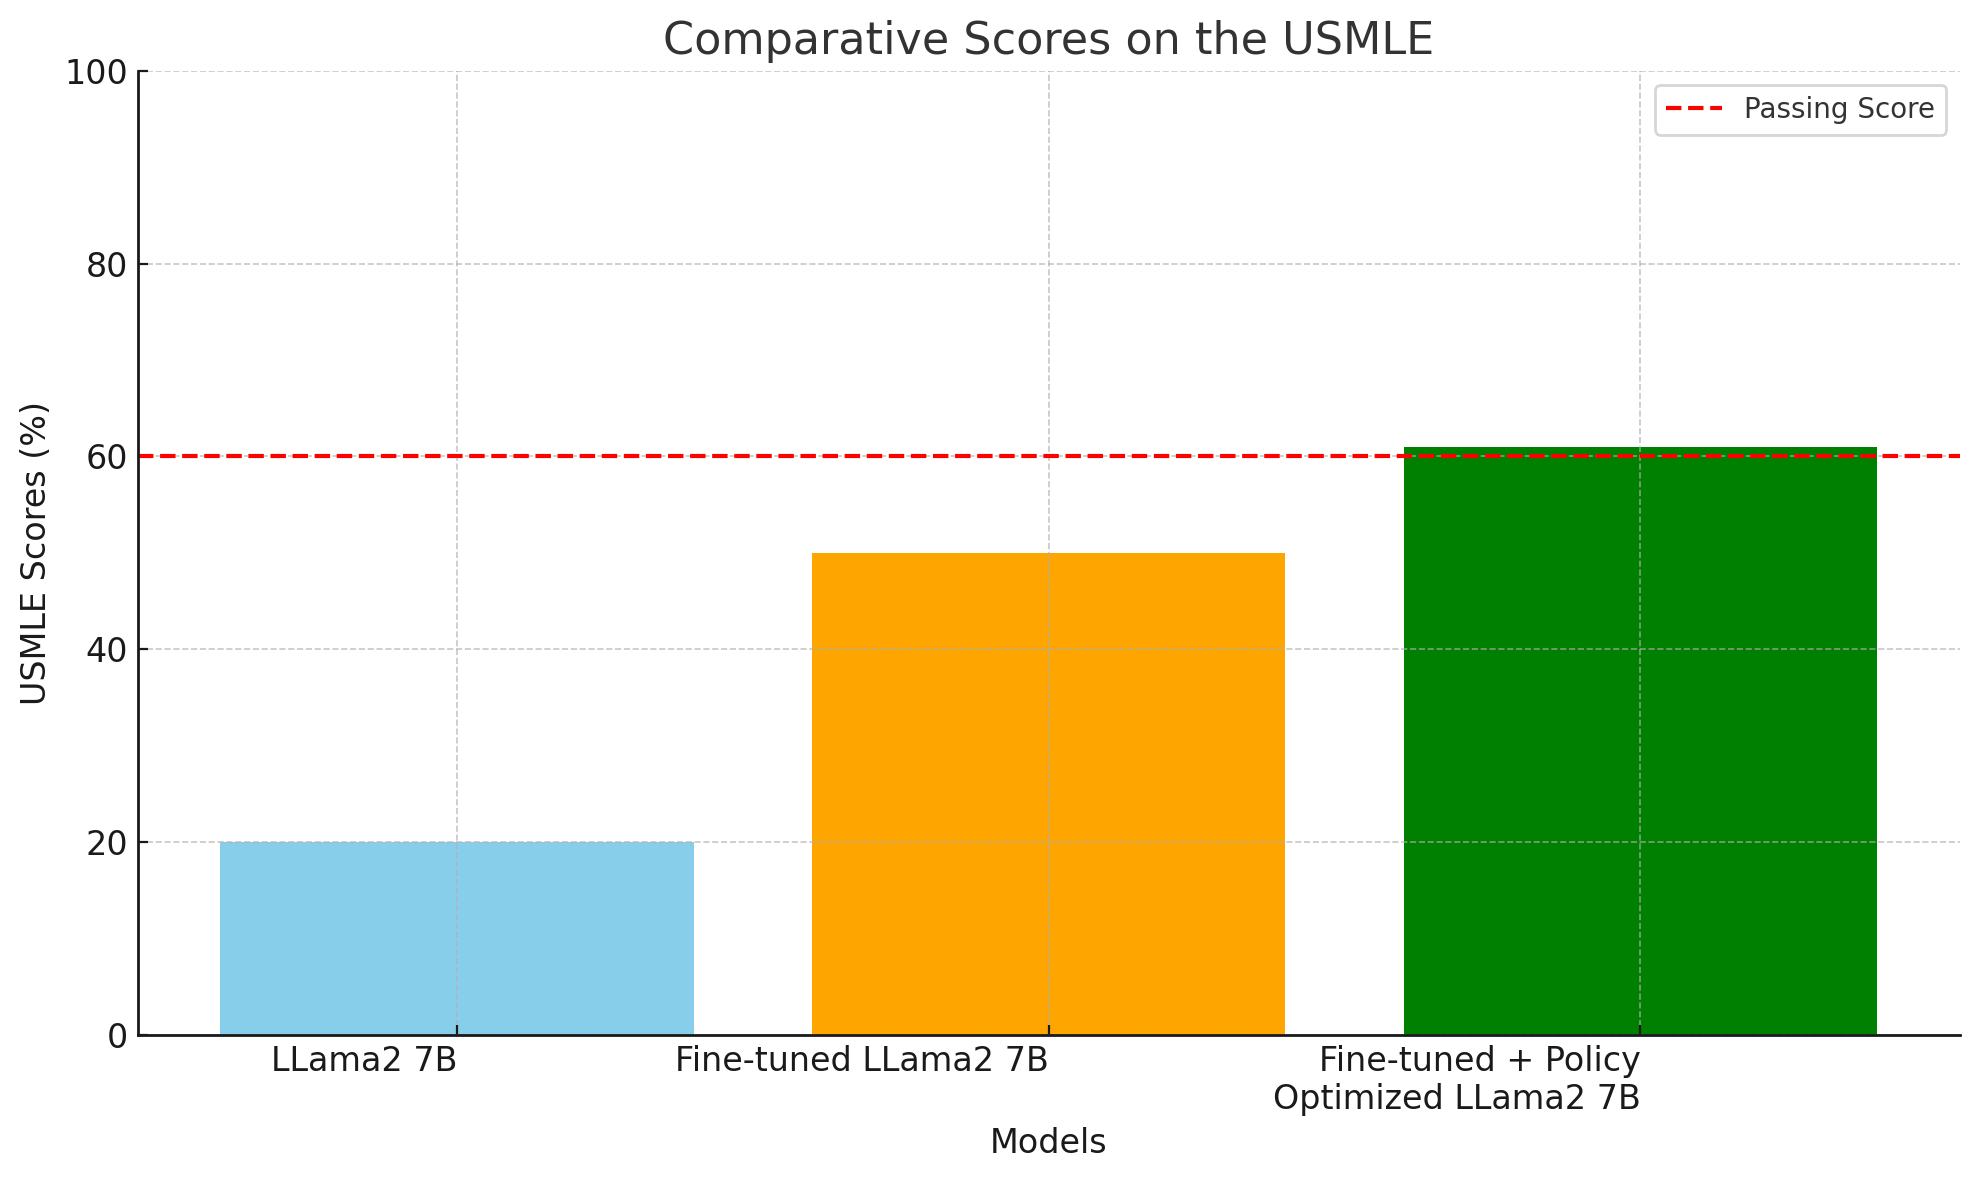 Comparative Scores on the USMLE
100
80
60
40
20
0
USMLE Scores (%)
Passing Score
LLama2 7B
Fine-tuned LLama2 7B
Fine-tuned + Policy
Optimized LLama2 7B
Models